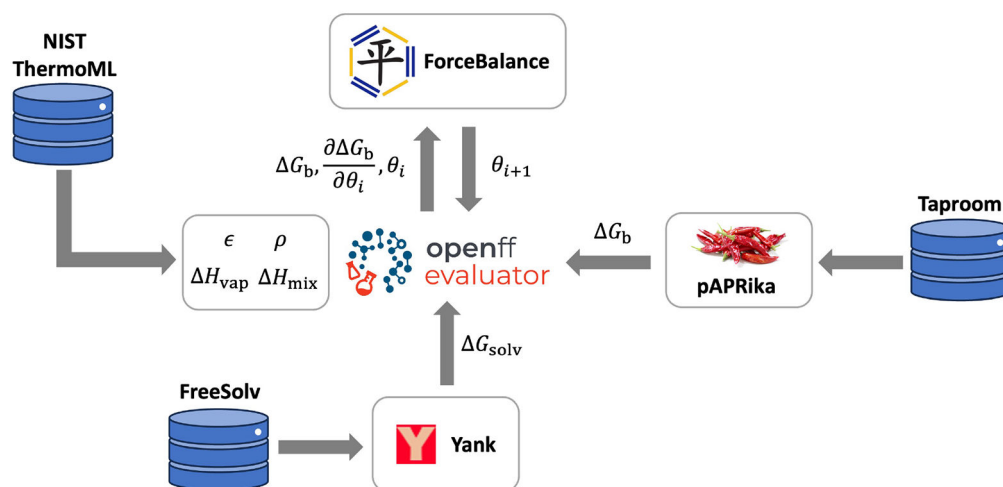 NIST
ThermoML
平
ForceBalance
ΔG_b, ∂ΔG_b/∂θ_i, θ_i
θ_{i+1}
Taproom
ϵ ρ
ΔH_vap ΔH_mix
openff
evaluator
ΔG_b
pAPRika
ΔG_solv
FreeSolv
Y
Yank